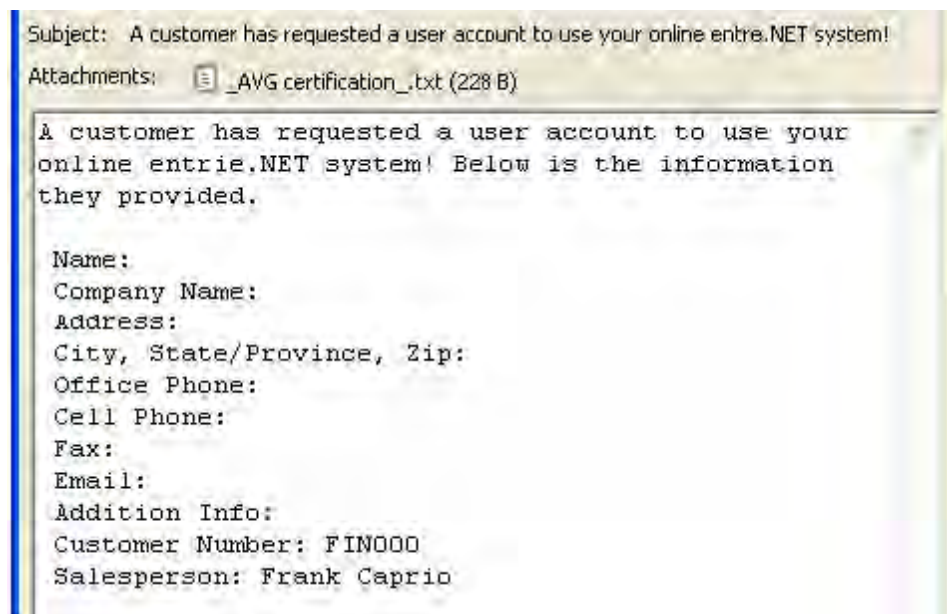 Subject: A customer has requested a user account to use your online entre.NET system!
Attachments: _AVG certification_.txt (228 B)
A customer has requested a user account to use your
online entrie.NET system! Below is the information
they provided.
Name:
Company Name:
Address:
City, State/Province, Zip:
Office Phone:
Cell Phone:
Fax:
Email:
Addition Info:
Customer Number: FIN000
Salesperson: Frank Caprio